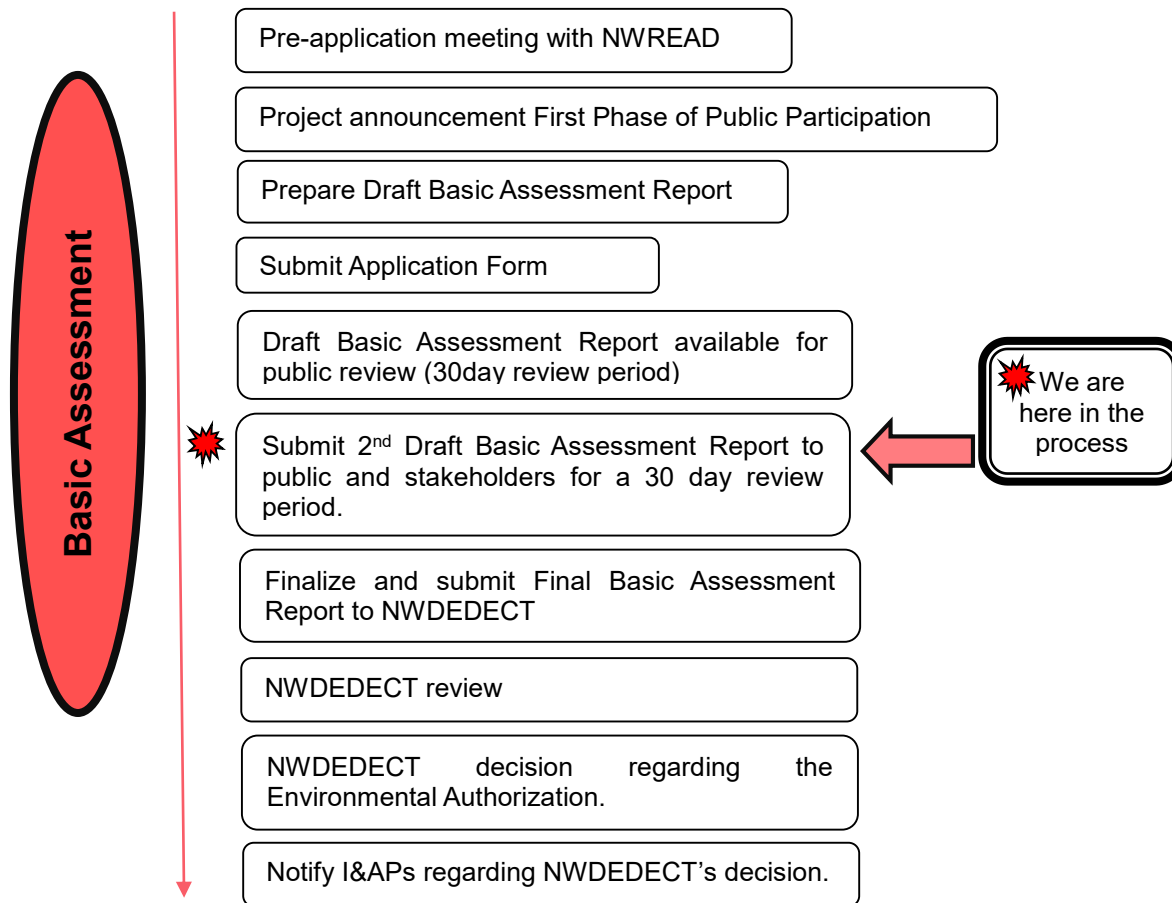 Basic Assessment
Pre-application meeting with NWREAD
Project announcement First Phase of Public Participation
Prepare Draft Basic Assessment Report
Submit Application Form
Draft Basic Assessment Report available for
public review (30day review period)
Submit 2nd Draft Basic Assessment Report to
public and stakeholders for a 30 day review
period.
We are
here in the
process
Finalize and submit Final Basic Assessment
Report to NWDEDECT
NWDEDECT review
NWDEDECT decision regarding the
Environmental Authorization.
Notify I&APs regarding NWDEDECT’s decision.